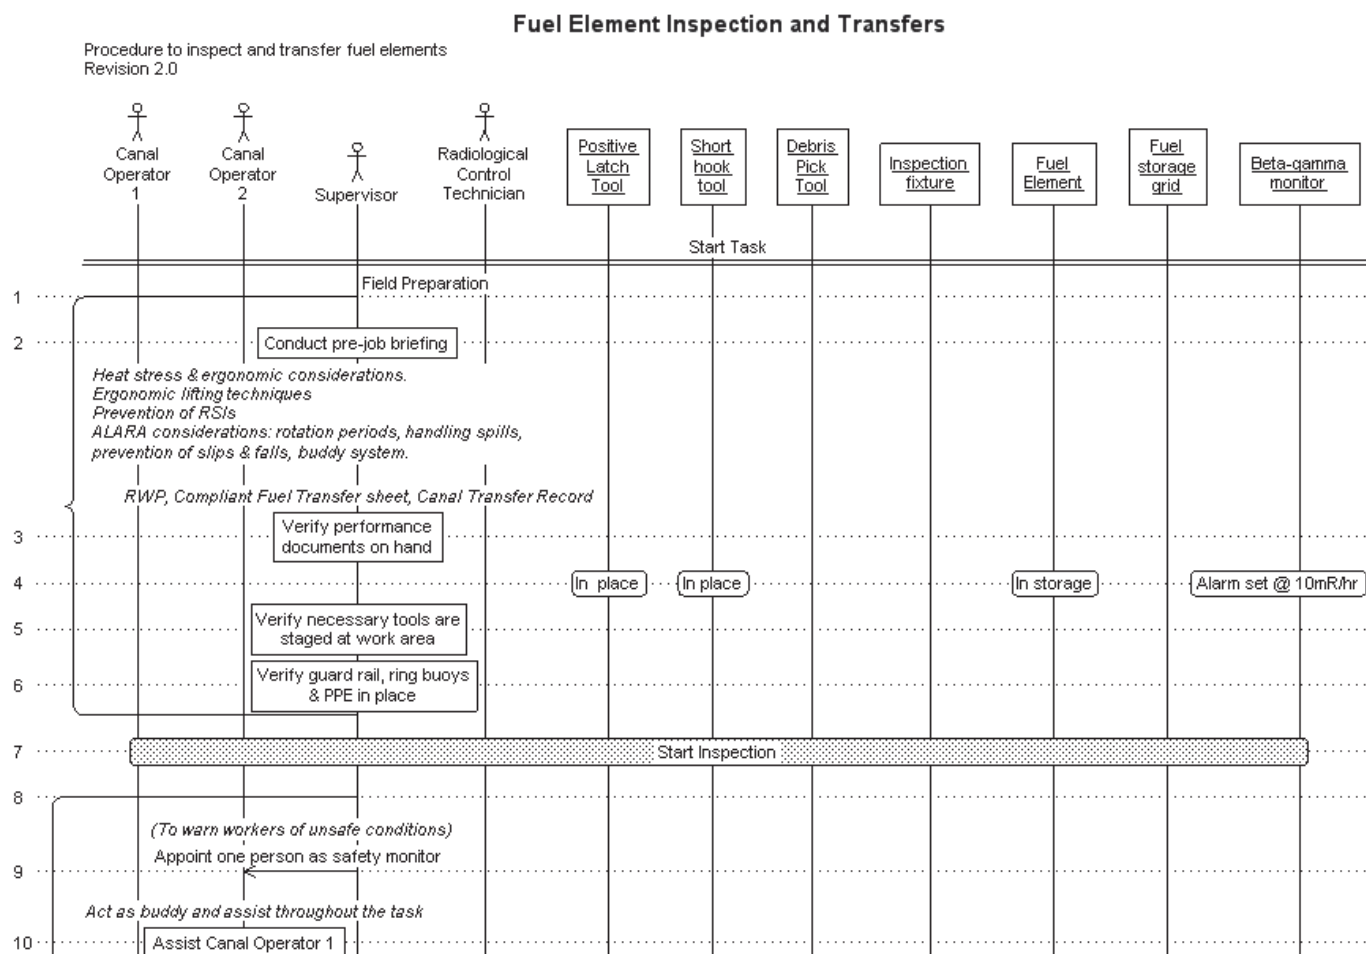 Fuel Element Inspection and Transfers
Procedure to inspect and transfer fuel elements
Revision 2.0
Canal
Operator
1
Canal
Operator
2
Supervisor
Radiological
Control
Technician
Positive
Latch
Tool
Short
hook
tool
Debris
Pick
Tool
Inspection
fixture
Fuel
Element
Fuel
storage
grid
Beta-gamma
monitor
Start Task
Field Preparation
1
2
Conduct pre-job briefing
Heat stress & ergonomic considerations.
Ergonomic lifting techniques
Prevention of RSIs
ALARA considerations: rotation periods, handling spills,
prevention of slips & falls, buddy system.
RWP, Compliant Fuel Transfer sheet, Canal Transfer Record
3
Verify performance
documents on hand
4
In place
In place
In storage
Alarm set @ 10mR/hr
5
Verify necessary tools are
staged at work area
6
Verify guard rail, ring buoys
& PPE in place
7
Start Inspection
8
(To warn workers of unsafe conditions)
Appoint one person as safety monitor
9
Act as buddy and assist throughout the task
10
Assist Canal Operator 1